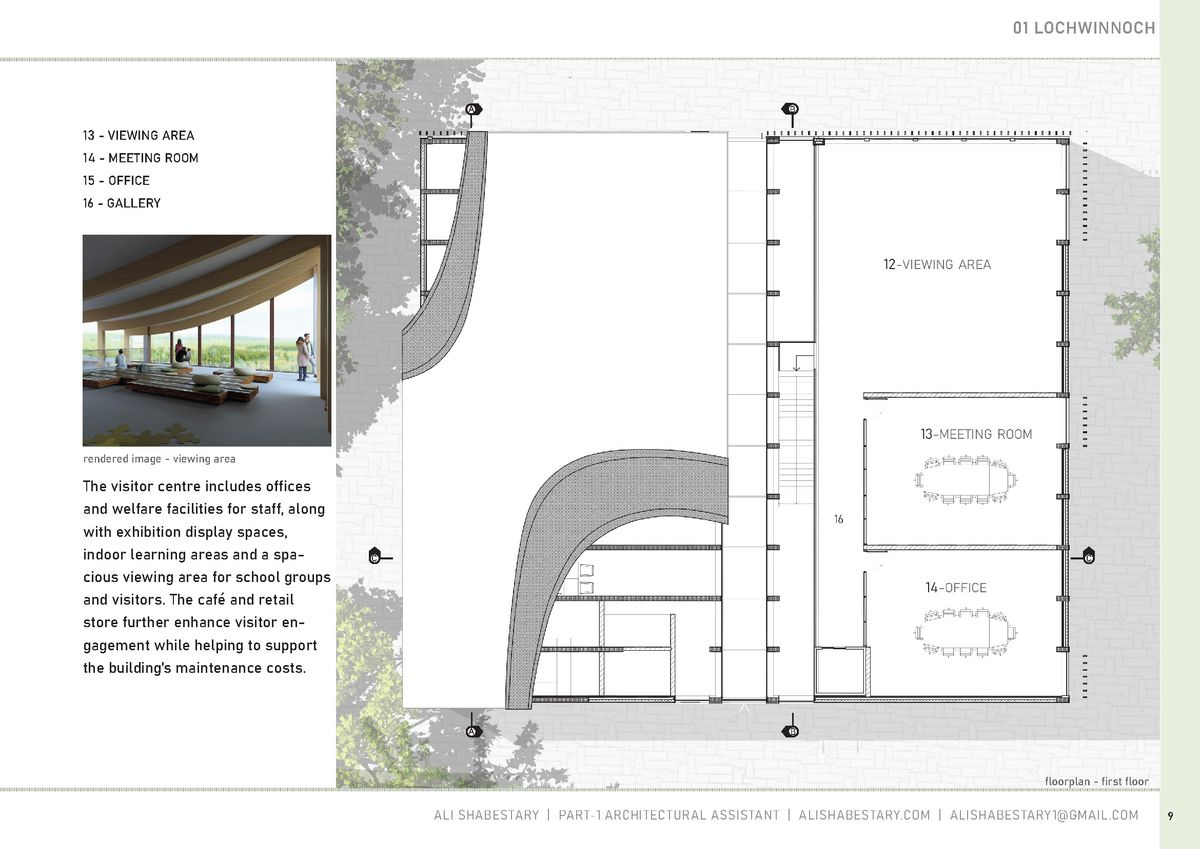 01 LOCHWINNOCH
13 - VIEWING AREA
14 - MEETING ROOM
15 - OFFICE
16 - GALLERY
rendered image - viewing area
The visitor centre includes offices
and welfare facilities for staff, along
with exhibition display spaces,
indoor learning areas and a spa-
cious viewing area for school groups
and visitors. The café and retail
store further enhance visitor en-
gagement while helping to support
the building's maintenance costs.
A
B
12-VIEWING AREA
13-MEETING ROOM
16
C
C
14-OFFICE
A
B
floorplan - first floor
ALI SHABESTARY | PART-1 ARCHITECTURAL ASSISTANT | ALISHABESTARY.COM | ALISHABESTARY1@GMAIL.COM
9